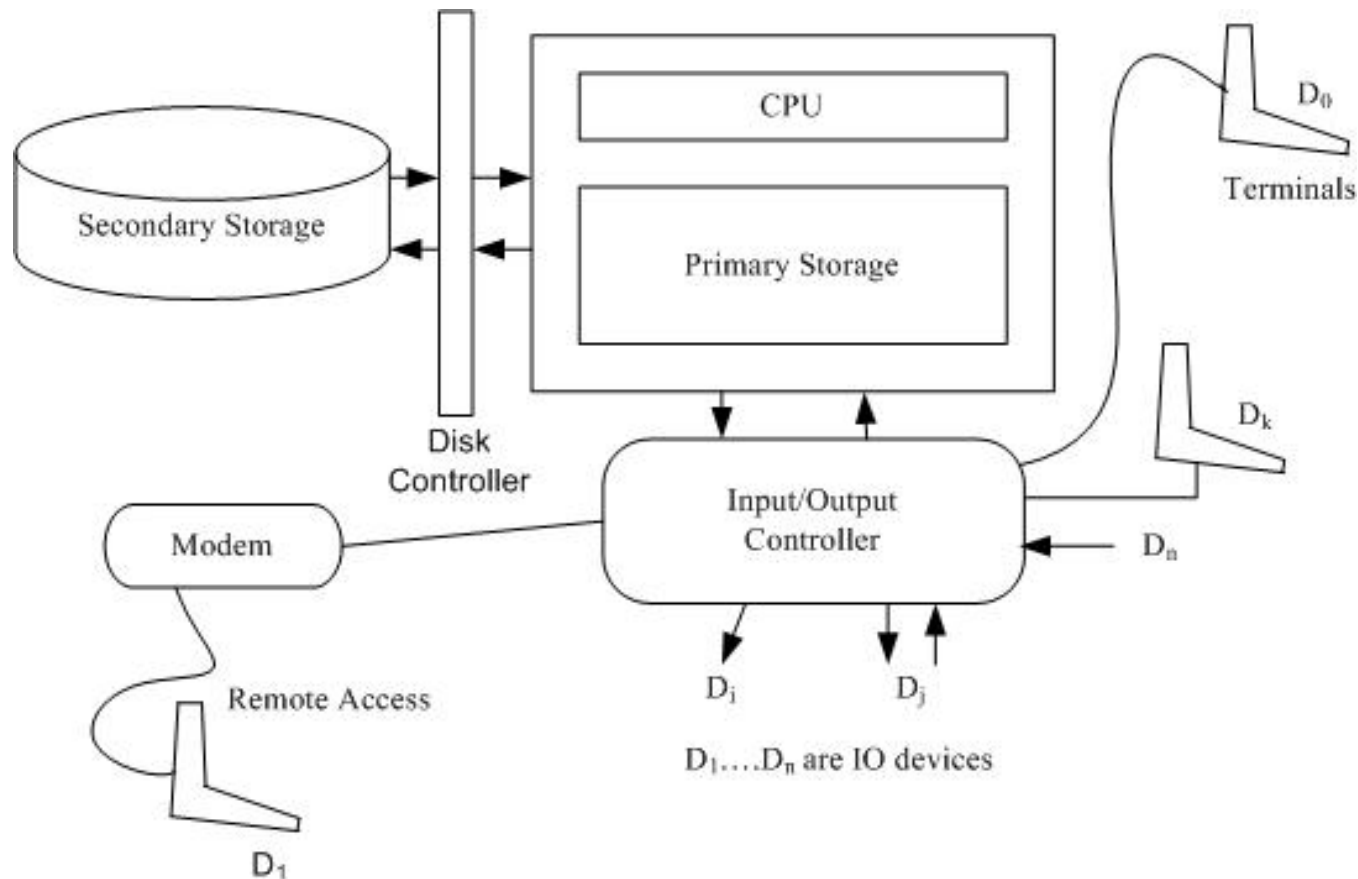 CPU
D₀
Terminals
Secondary Storage
Primary Storage
Disk
Controller
Dₖ
Input/Output
Controller
Modem
Dₙ
Remote Access
Dᵢ
Dⱼ
D₁....Dₙ are IO devices
D₁